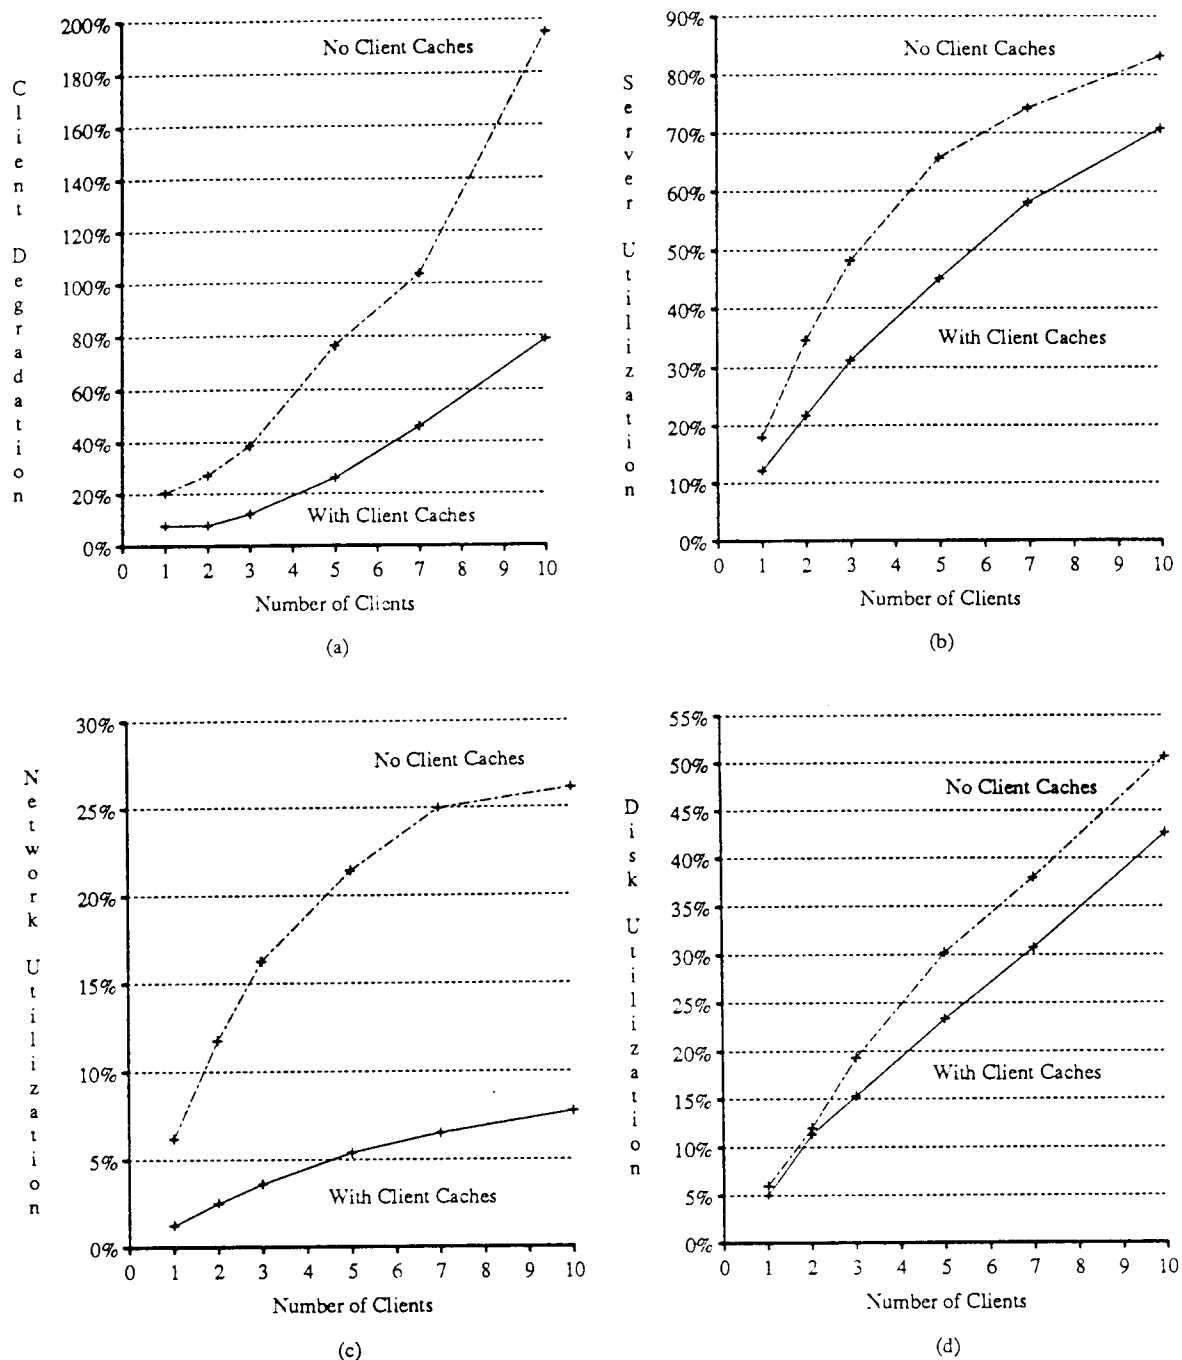 Client Degradation
200%
180%
160%
140%
120%
100%
80%
60%
40%
20%
0%
No Client Caches
With Client Caches
0 1 2 3 4 5 6 7 8 9 10
Number of Clients
(a)
Server Utilization
90%
80%
70%
60%
50%
40%
30%
20%
10%
0%
No Client Caches
With Client Caches
0 1 2 3 4 5 6 7 8 9 10
Number of Clients
(b)
Network Utilization
30%
25%
20%
15%
10%
5%
0%
No Client Caches
With Client Caches
0 1 2 3 4 5 6 7 8 9 10
Number of Clients
(c)
Disk Utilization
55%
50%
45%
40%
35%
30%
25%
20%
15%
10%
5%
0%
No Client Caches
With Client Caches
0 1 2 3 4 5 6 7 8 9 10
Number of Clients
(d)